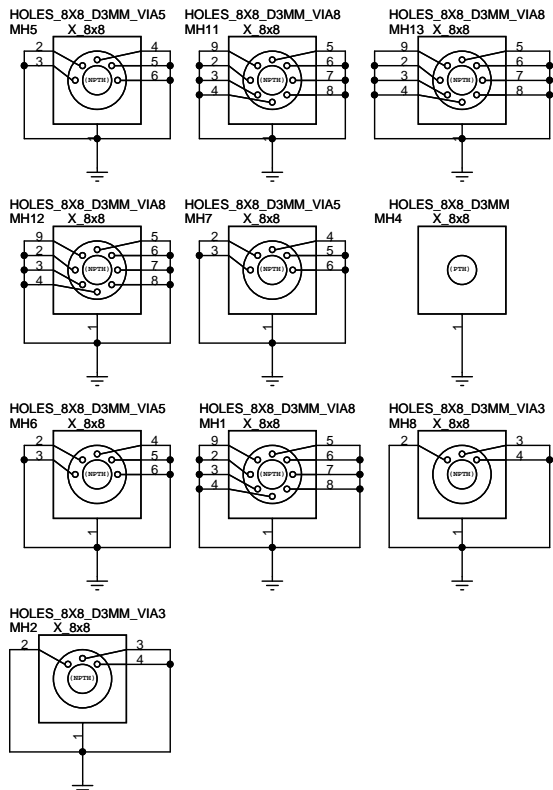 HOLES_8X8_D3MM_VIA5
MH5 X_8x8
2 4
3 5
6
(NPTH)
1
HOLES_8X8_D3MM_VIA8
MH11 X_8x8
9 5
2 6
3 7
4 8
(NPTH)
1
HOLES_8X8_D3MM_VIA8
MH13 X_8x8
9 5
2 6
3 7
4 8
(NPTH)
1
HOLES_8X8_D3MM_VIA8
MH12 X_8x8
9 5
2 6
3 7
4 8
(NPTH)
1
HOLES_8X8_D3MM_VIA5
MH7 X_8x8
2 4
3 5
6
(NPTH)
1
HOLES_8X8_D3MM
MH4 X_8x8
(PTH)
1
HOLES_8X8_D3MM_VIA5
MH6 X_8x8
2 4
3 5
6
(NPTH)
1
HOLES_8X8_D3MM_VIA8
MH1 X_8x8
9 5
2 6
3 7
4 8
(NPTH)
1
HOLES_8X8_D3MM_VIA3
MH8 X_8x8
2 3
4
(NPTH)
1
HOLES_8X8_D3MM_VIA3
MH2 X_8x8
2 3
4
(NPTH)
1